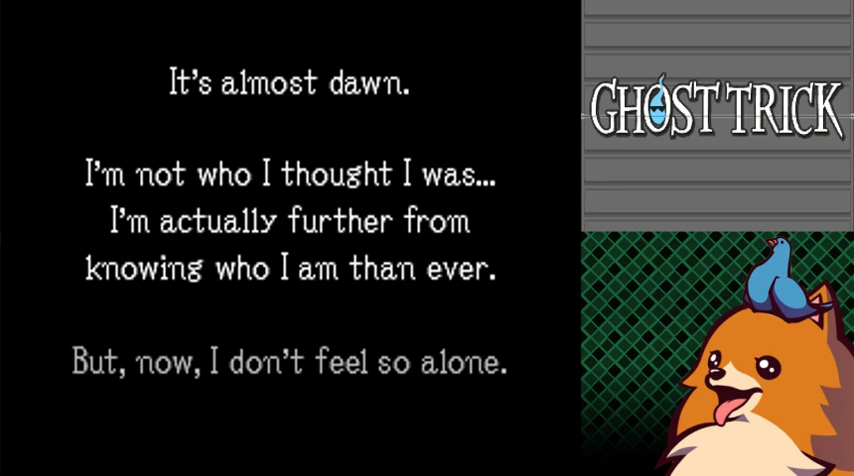 It's almost dawn.
I'm not who I thought I was...
I'm actually further from
knowing who I am than ever.
But, now, I don't feel so alone.
GHOST TRICK